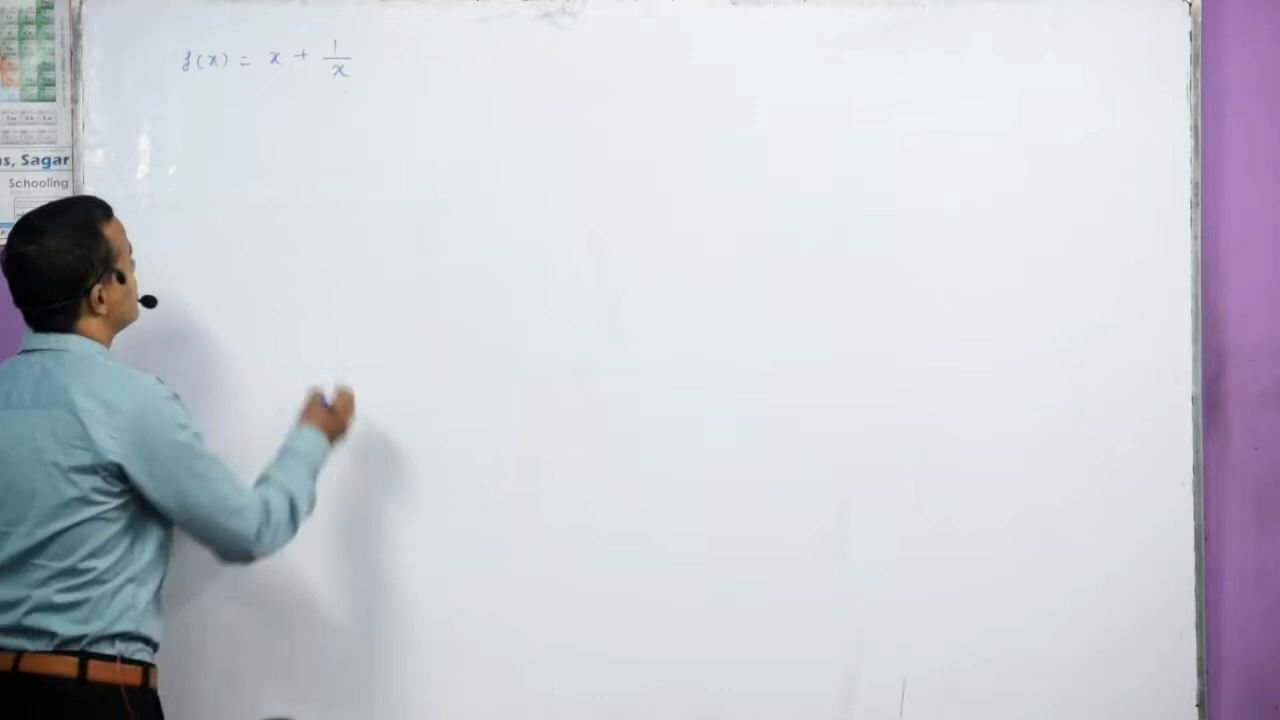 f(x) = x + 1/x
s, Sagar
Schooling